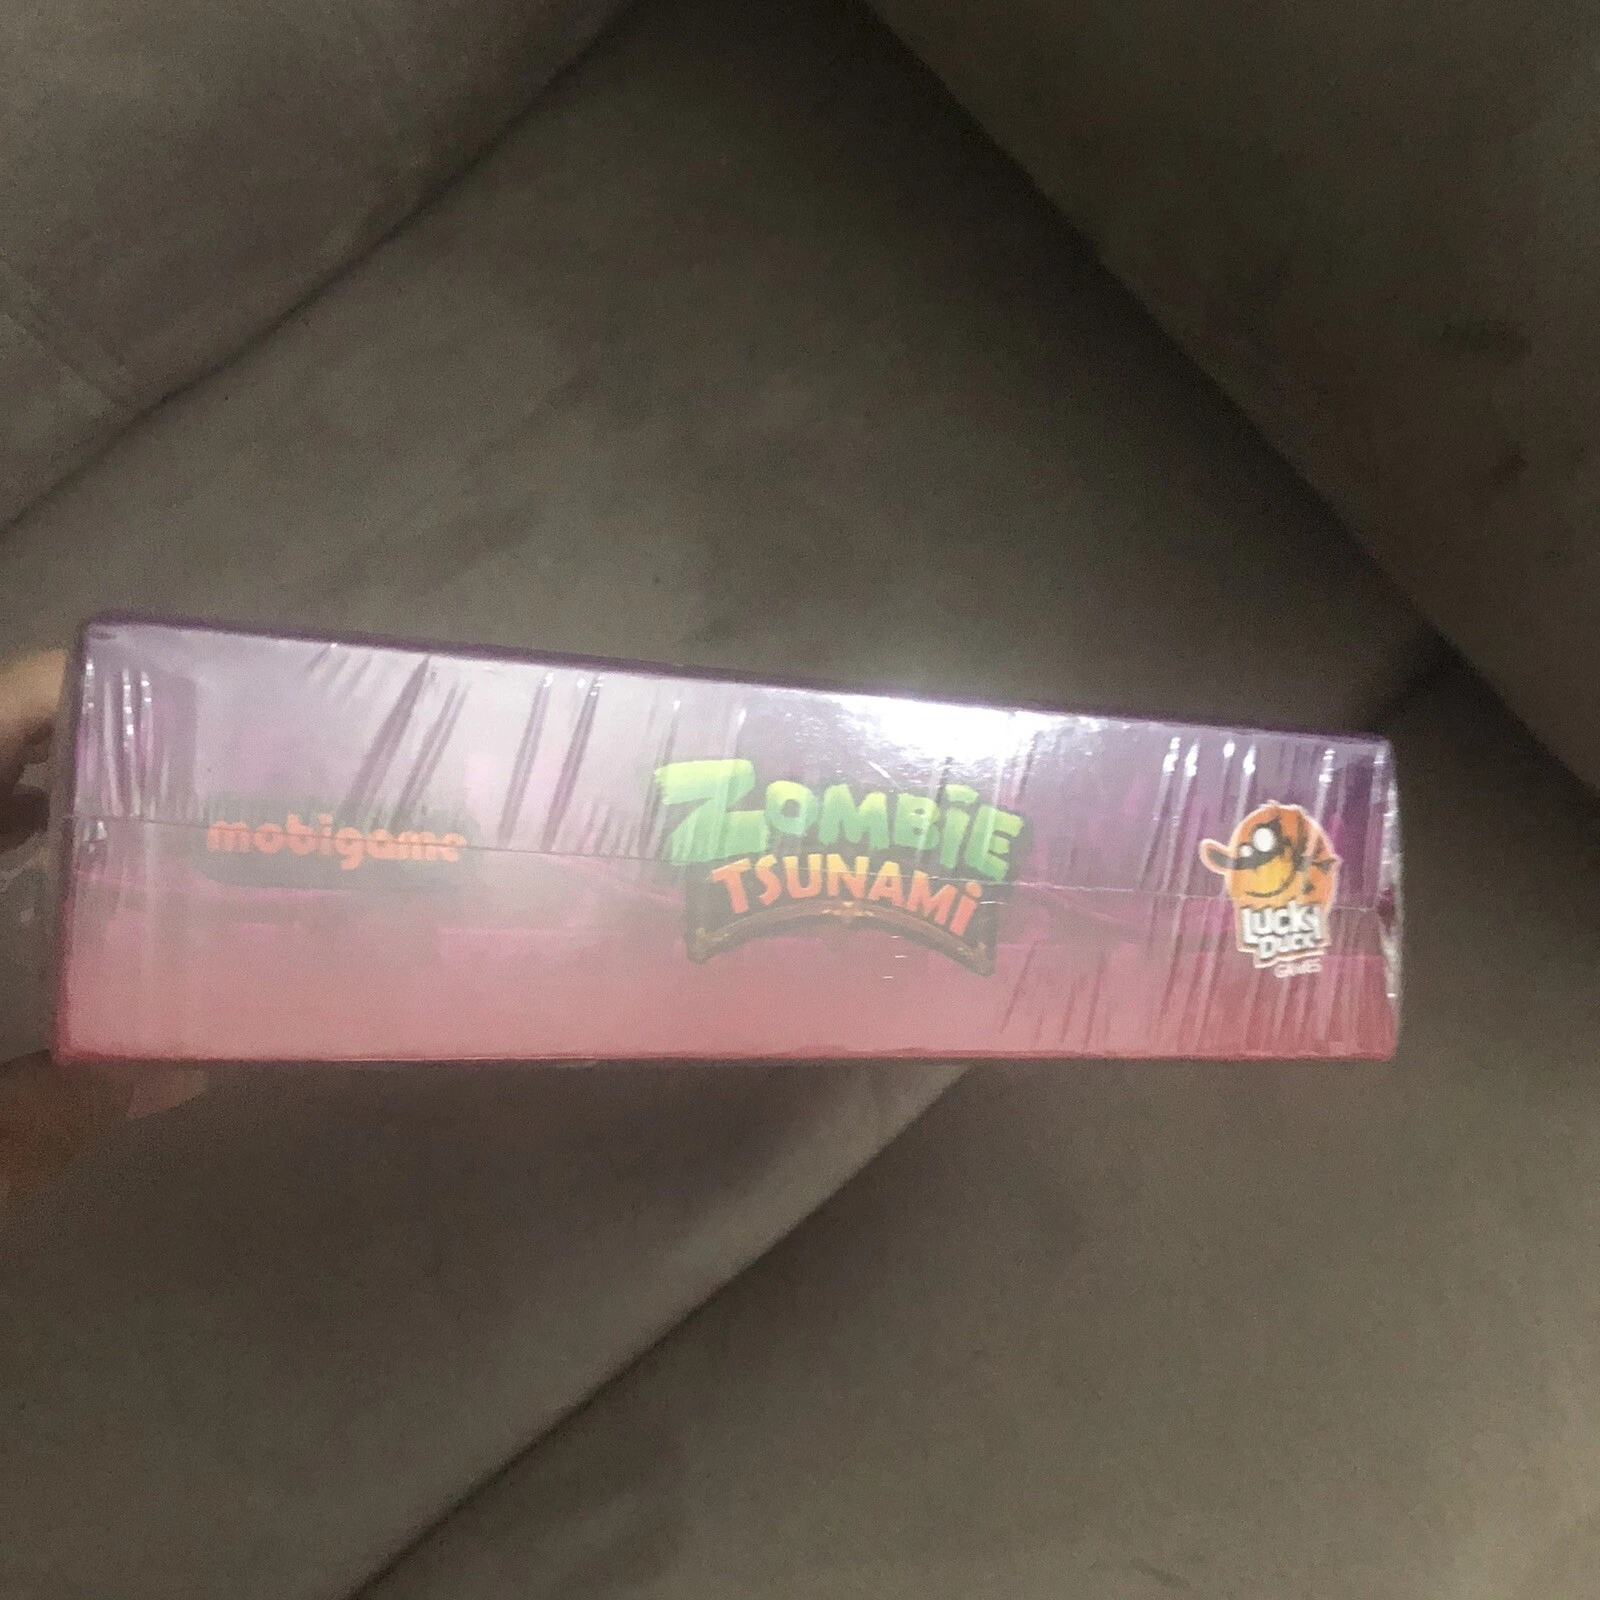 mobigame
ZOMBiE
TSUNAMi
LUCKY
DUCK
GAMES